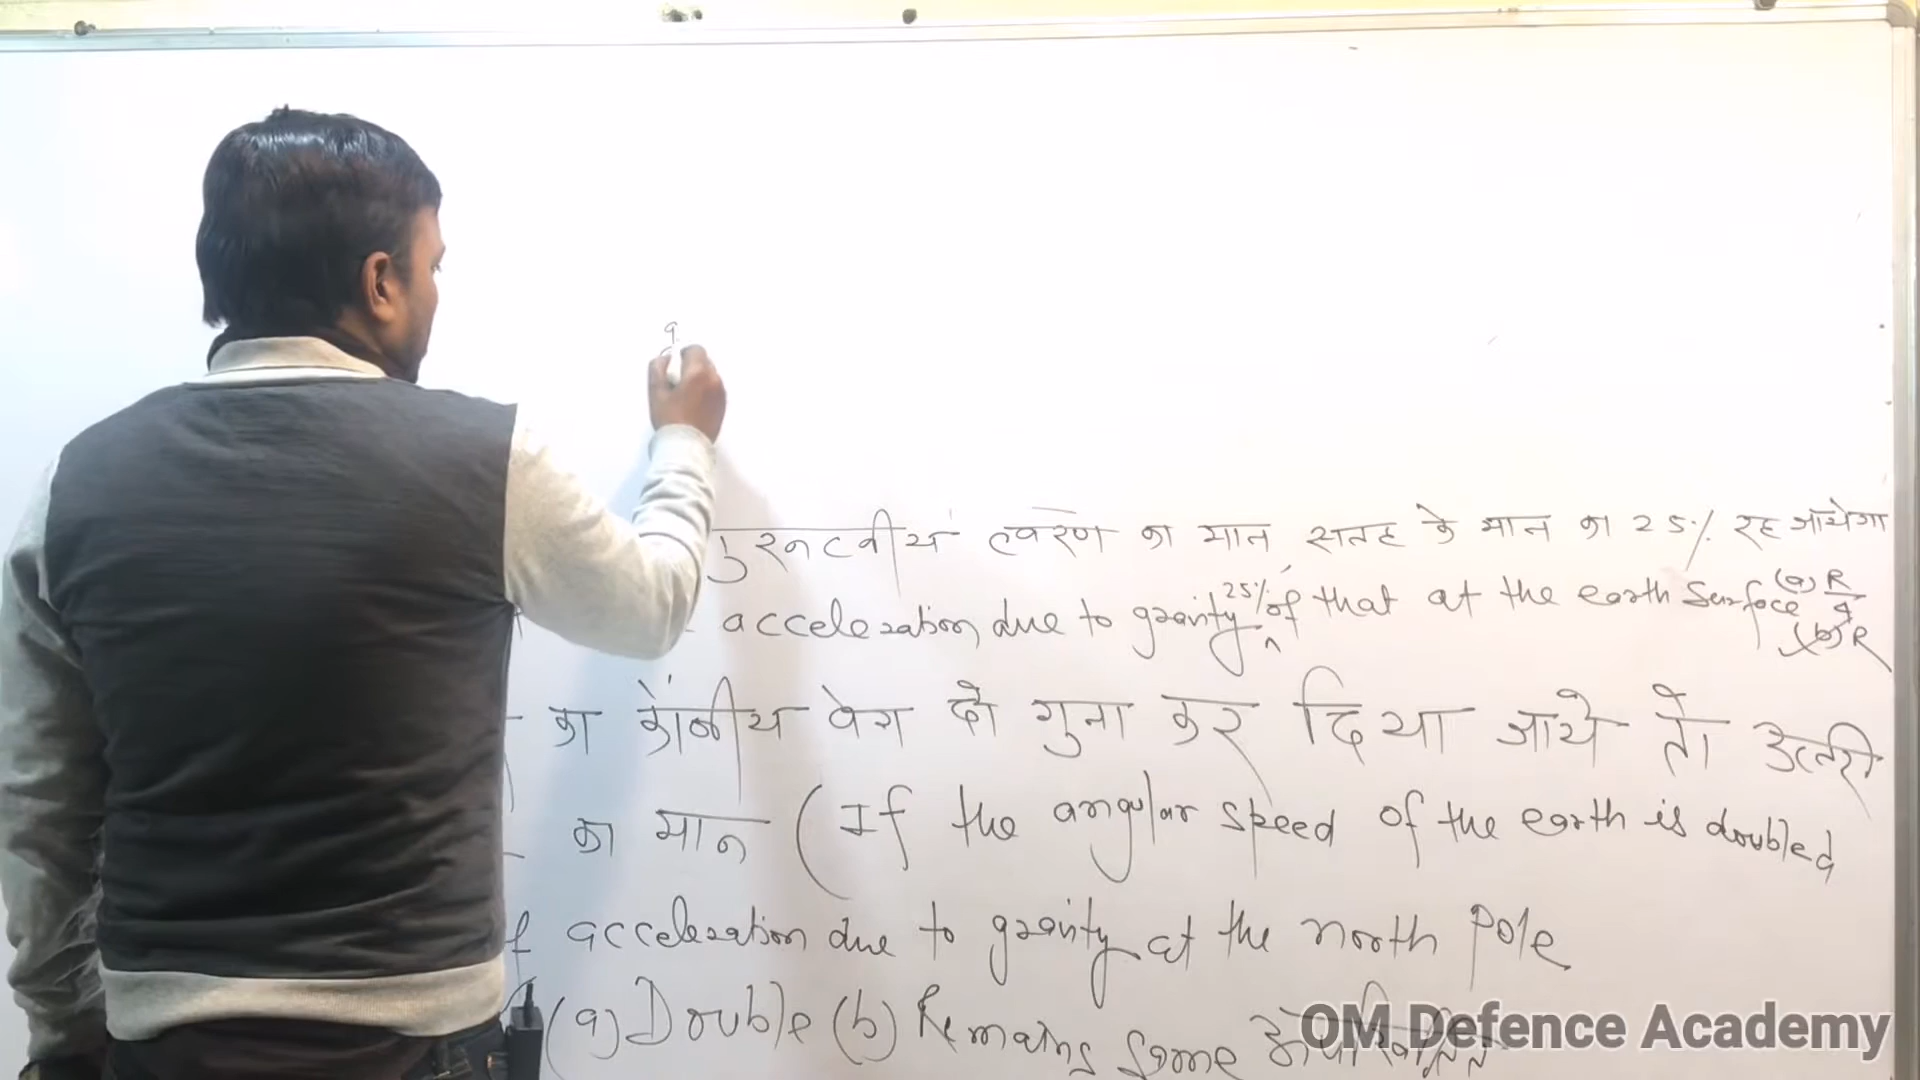 9
गुरुत्वीय त्वरण का मान सतह के मान का 25% रह जायेगा
acceleration due to gravity 25% of that at the earth surface (a) R/4
(b) R
का कोणीय वेग दो गुना कर दिया जाये तो उत्तरी
का मान (If the angular speed of the earth is doubled
f acceleration due to gravity at the north pole
(a) Double (b) Remains same
OM Defence Academy